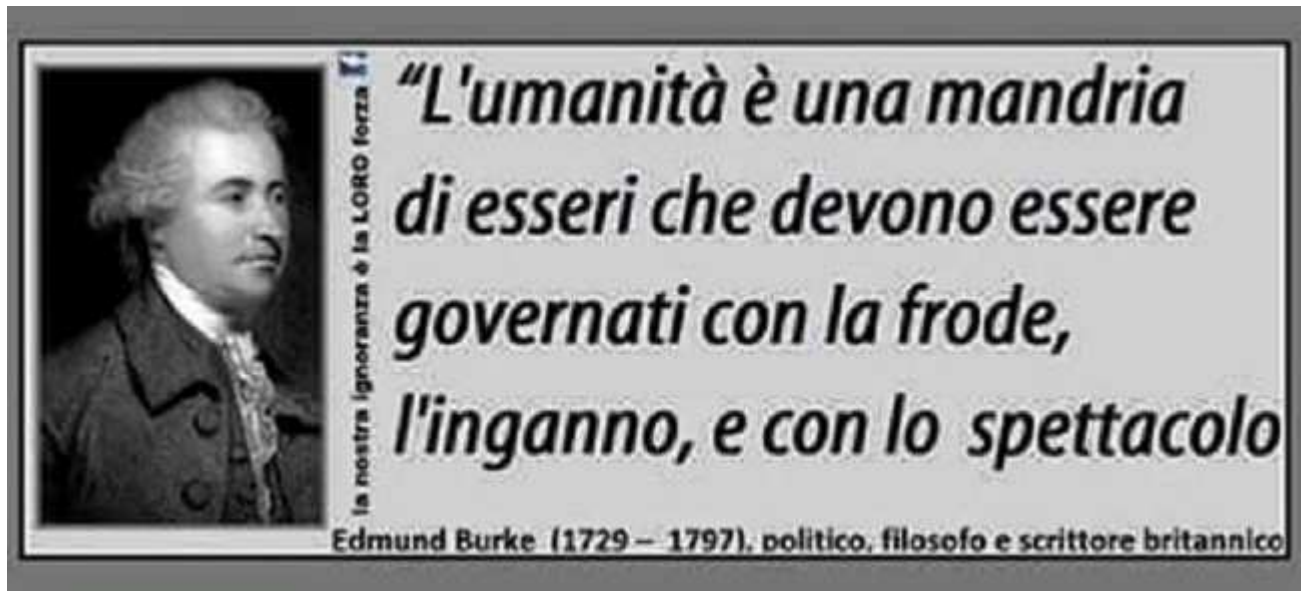 “L'umanità è una mandria
di esseri che devono essere
governati con la frode,
l'inganno, e con lo spettacolo
la nostra ignoranza è la LORO forza
Edmund Burke (1729 – 1797), politico, filosofo e scrittore britannico